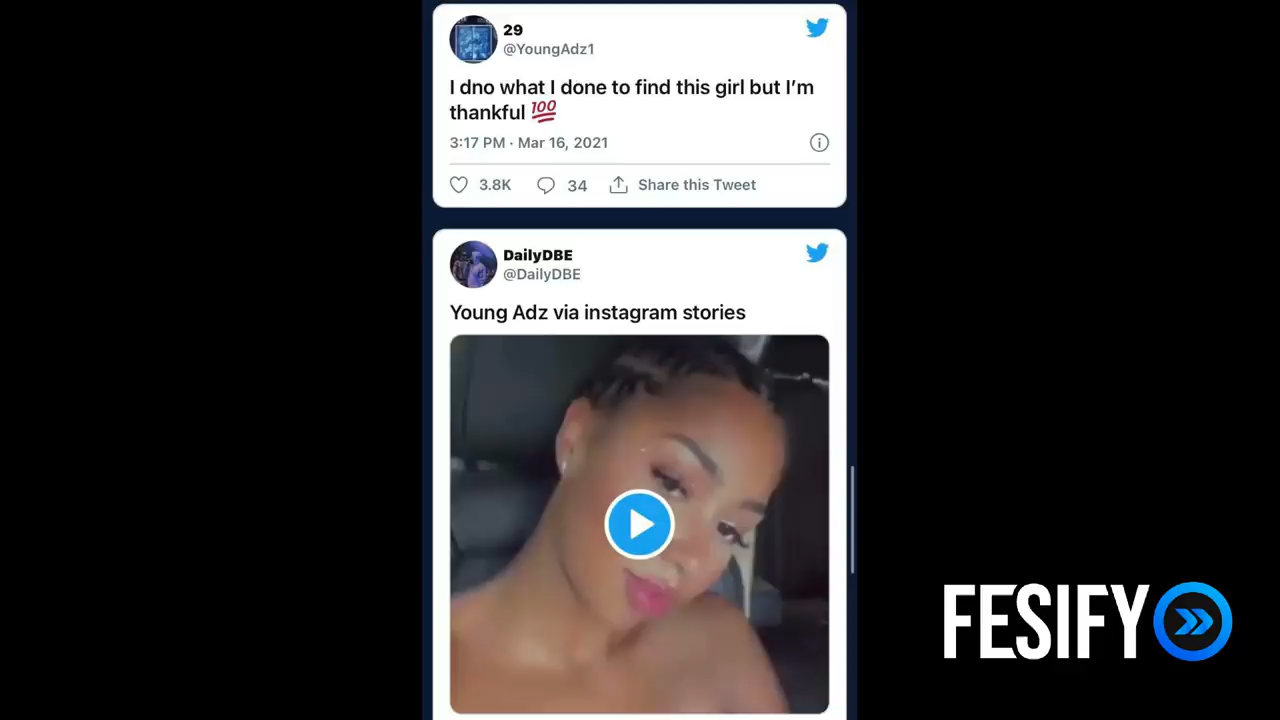 29
@YoungAdz1
I dno what I done to find this girl but I’m
thankful 💯
3:17 PM · Mar 16, 2021
3.8K 34 Share this Tweet
DailyDBE
@DailyDBE
Young Adz via instagram stories
FESIFY